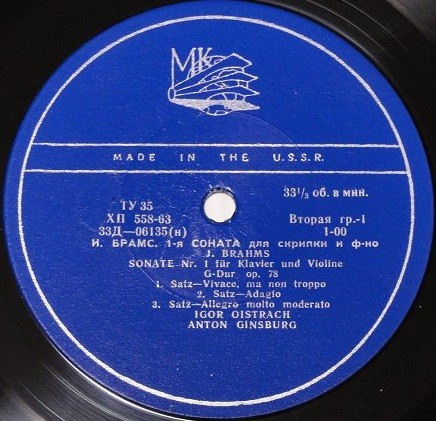 МК
MADE IN THE U.S.S.R.
33⅓ об. в мин.
ТУ 35
ХП 558-63
33Д—06135(н)
Вторая гр.-1
1-00
И. БРАМС. 1-я СОНАТА для скрипки и ф-но
J. BRAHMS
SONATE Nr. 1 für Klavier und Violine
G-Dur op. 78
1. Satz—Vivace, ma non troppo
2. Satz—Adagio
3. Satz—Allegro molto moderato
IGOR OISTRACH
ANTON GINSBURG